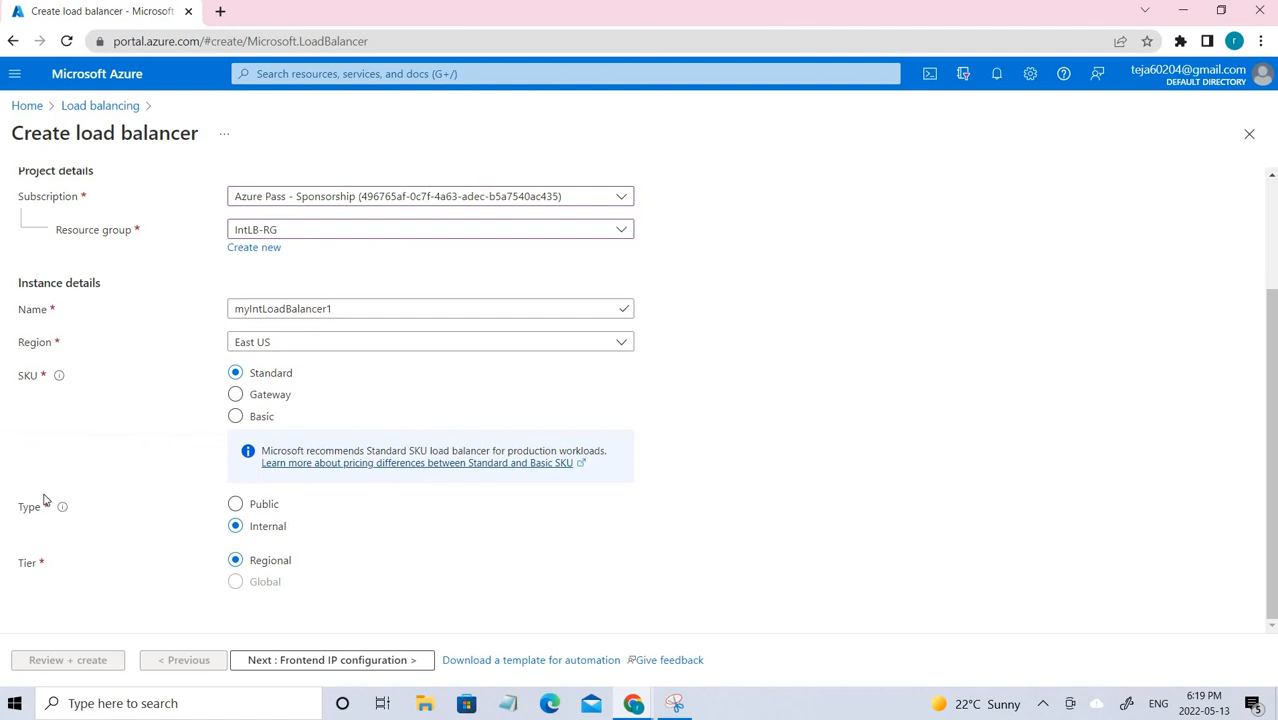 Create load balancer - Microsoft
portal.azure.com/#create/Microsoft.LoadBalancer
Microsoft Azure
Search resources, services, and docs (G+/)
teja60204@gmail.com
DEFAULT DIRECTORY
r
Home > Load balancing >
Create load balancer ...
Project details
Subscription *
Azure Pass - Sponsorship (496765af-0c7f-4a63-adec-b5a7540ac435)
Resource group *
IntLB-RG
Create new
Instance details
Name *
myIntLoadBalancer1
Region *
East US
SKU *
Standard
Gateway
Basic
Microsoft recommends Standard SKU load balancer for production workloads.
Learn more about pricing differences between Standard and Basic SKU
Type *
Public
Internal
Tier *
Regional
Global
Review + create
< Previous
Next : Frontend IP configuration >
Download a template for automation
Give feedback
Type here to search
22°C Sunny
ENG
6:19 PM
2022-05-13
5